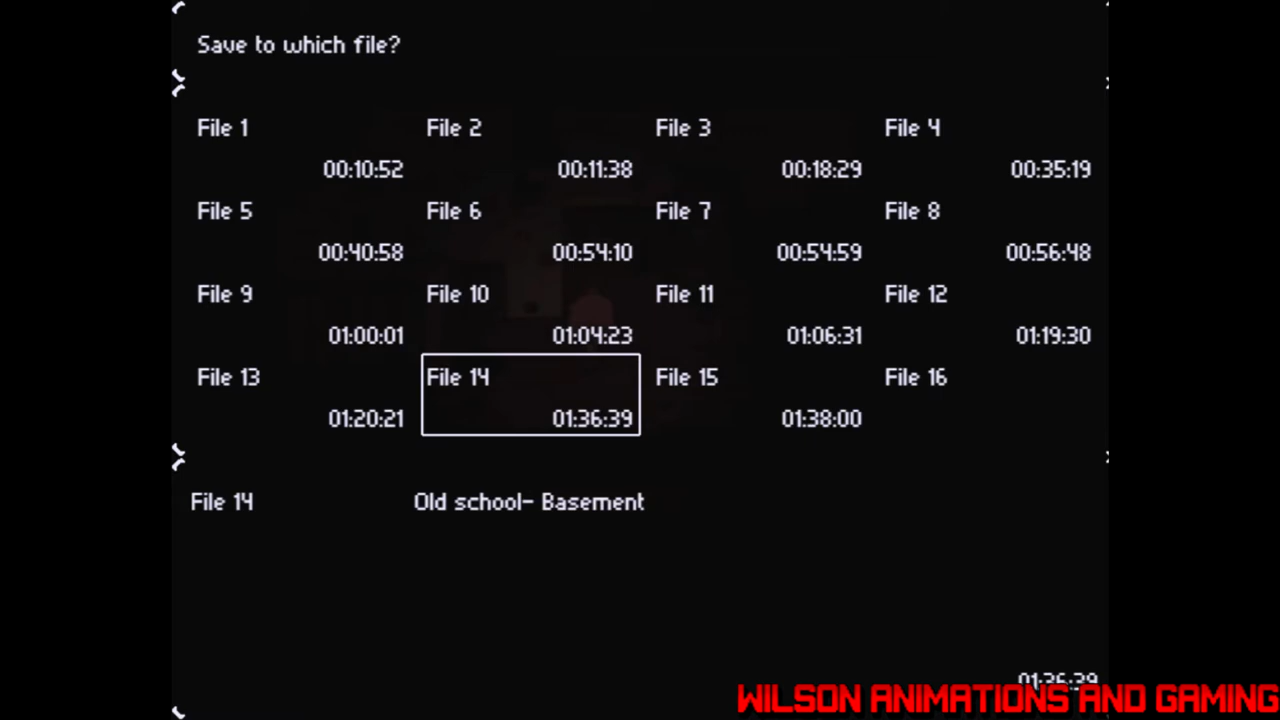 Save to which file?
File 1 File 2 File 3 File 4
00:10:52 00:11:38 00:18:29 00:35:19
File 5 File 6 File 7 File 8
00:40:58 00:54:10 00:54:59 00:56:48
File 9 File 10 File 11 File 12
01:00:01 01:04:23 01:06:31 01:19:30
File 13 File 14 File 15 File 16
01:20:21 01:36:39 01:38:00
File 14 Old school- Basement
01:36:39
WILSON ANIMATIONS AND GAMING